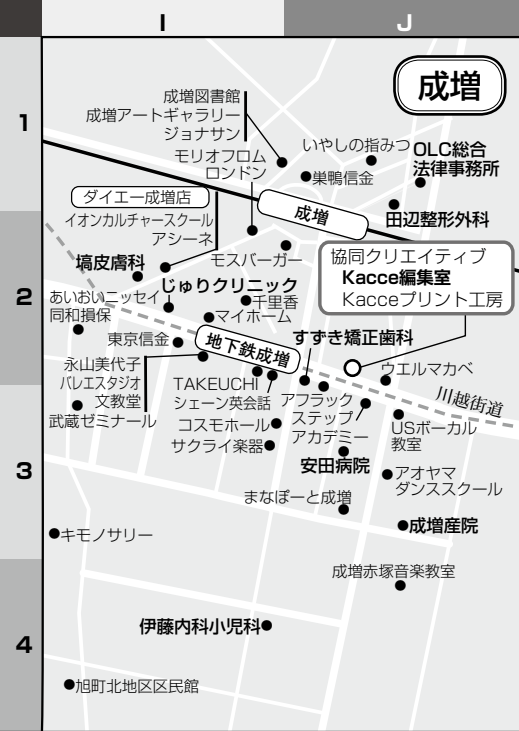 I
J
1
2
3
4
成増
成増図書館
成増アートギャラリー
ジョナサン
モリオフロム
ロンドン
いやしの指みつ
OLC総合
法律事務所
巣鴨信金
ダイエー成増店
イオンカルチャースクール
アシーネ
成増
田辺整形外科
塙皮膚科
モスバーガー
協同クリエイティブ
Kacce編集室
Kacceプリント工房
じゅりクリニック
あいおいニッセイ
同和損保
千里香
マイホーム
東京信金
地下鉄成増
すずき矯正歯科
永山美代子
バレエスタジオ
文教堂
武蔵ゼミナール
TAKEUCHI
シェーン英会話
ウエルマカベ
川越街道
アフラック
ステップ
アカデミー
コスモホール
サクライ楽器
USボーカル
教室
安田病院
アオヤマ
ダンススクール
まなぽーと成増
成増産院
キモノサリー
成増赤塚音楽教室
伊藤内科小児科
旭町北地区区民館